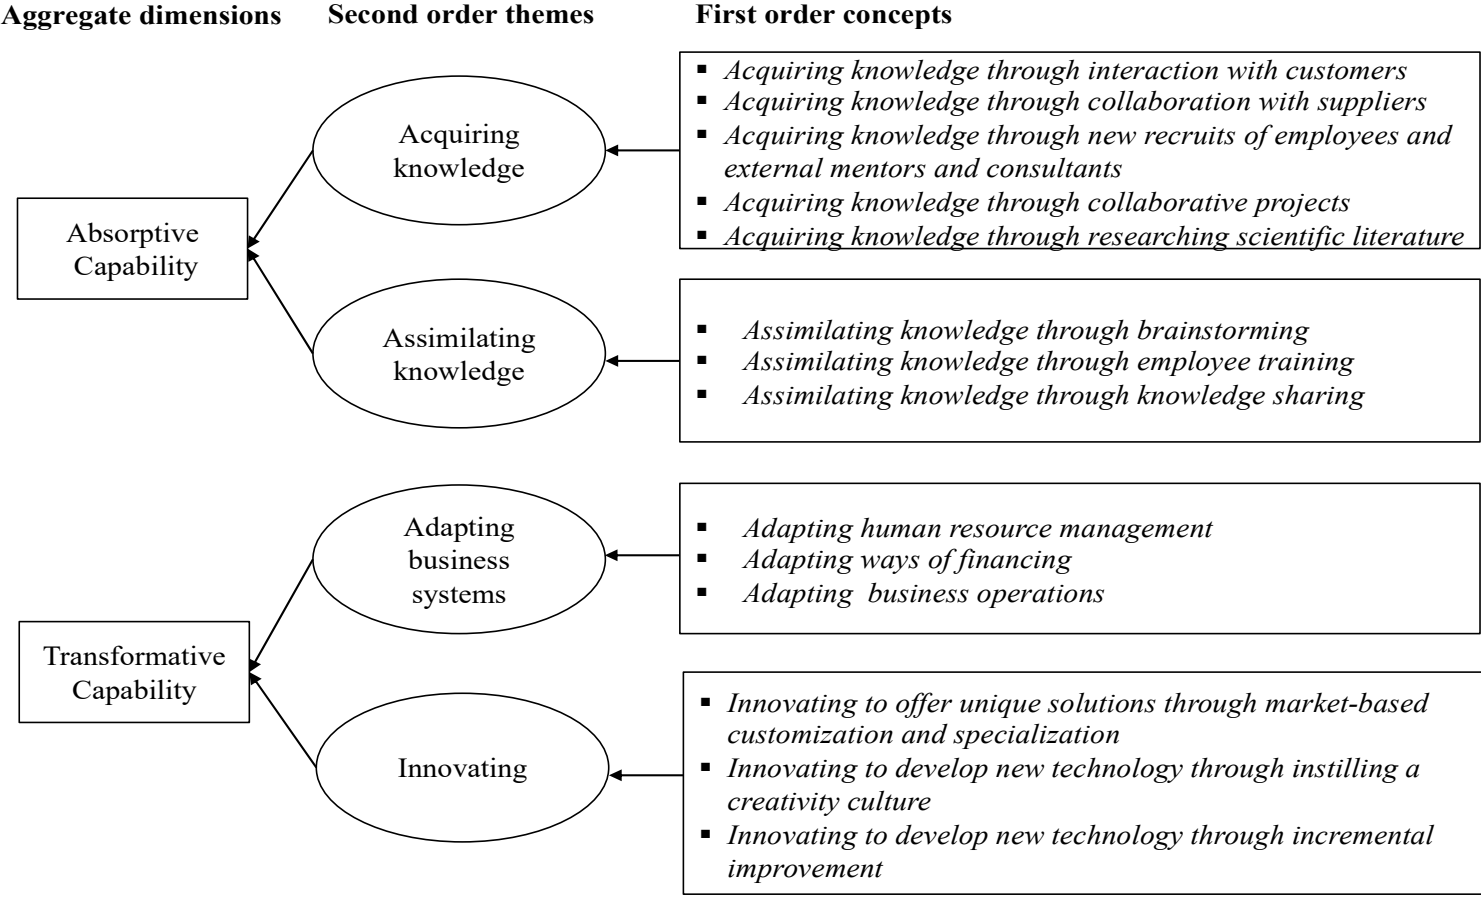 Aggregate dimensions Second order themes First order concepts
Acquiring
knowledge
▪ Acquiring knowledge through interaction with customers
▪ Acquiring knowledge through collaboration with suppliers
▪ Acquiring knowledge through new recruits of employees and
external mentors and consultants
▪ Acquiring knowledge through collaborative projects
▪ Acquiring knowledge through researching scientific literature
Absorptive
Capability
Assimilating
knowledge
▪ Assimilating knowledge through brainstorming
▪ Assimilating knowledge through employee training
▪ Assimilating knowledge through knowledge sharing
Adapting
business
systems
▪ Adapting human resource management
▪ Adapting ways of financing
▪ Adapting business operations
Transformative
Capability
Innovating
▪ Innovating to offer unique solutions through market-based
customization and specialization
▪ Innovating to develop new technology through instilling a
creativity culture
▪ Innovating to develop new technology through incremental
improvement